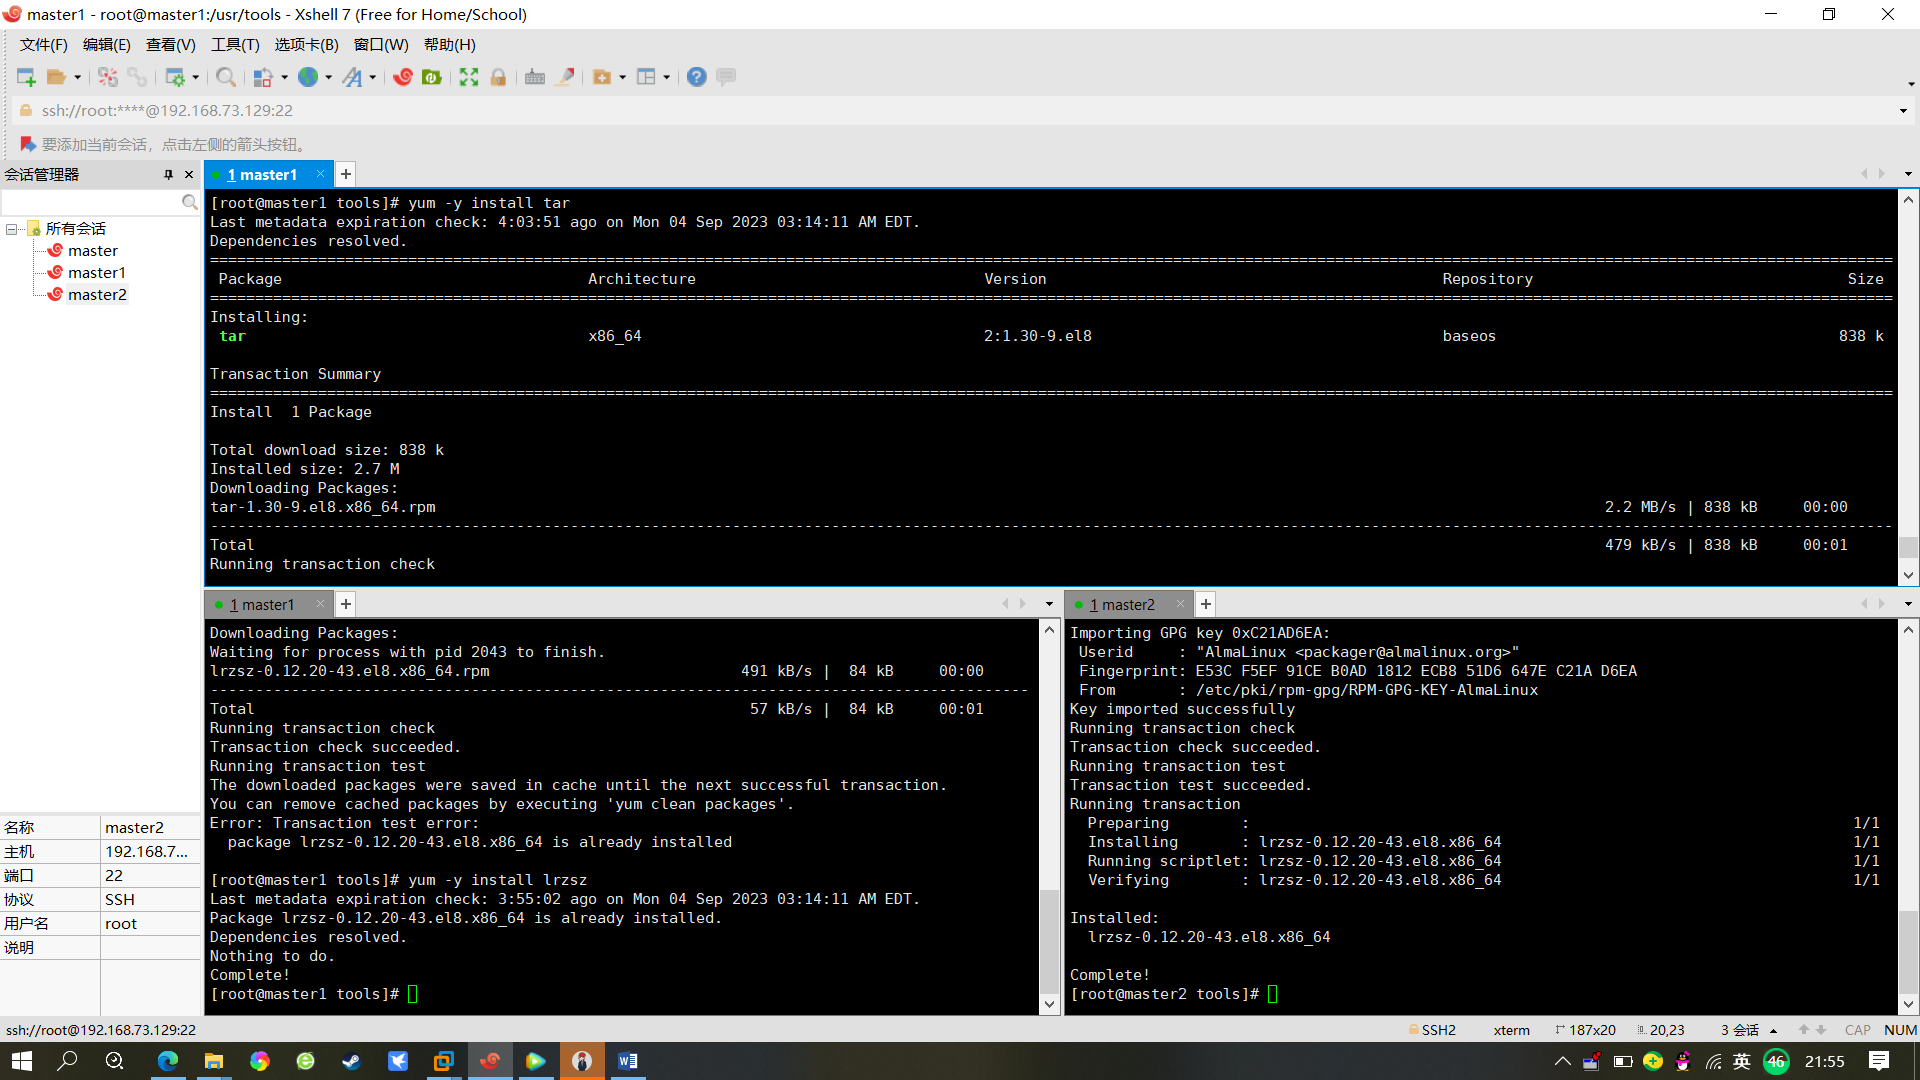 master1 - root@master1:/usr/tools - Xshell 7 (Free for Home/School)
文件(F) 编辑(E) 查看(V) 工具(T) 选项卡(B) 窗口(W) 帮助(H)
ssh://root:****@192.168.73.129:22
要添加当前会话，点击左侧的箭头按钮。
会话管理器
所有会话
master
master1
master2
名称 master2
主机 192.168.7...
端口 22
协议 SSH
用户名 root
说明
1 master1
[root@master1 tools]# yum -y install tar
Last metadata expiration check: 4:03:51 ago on Mon 04 Sep 2023 03:14:11 AM EDT.
Dependencies resolved.
Package Architecture Version Repository Size
Installing:
tar x86_64 2:1.30-9.el8 baseos 838 k
Transaction Summary
Install 1 Package
Total download size: 838 k
Installed size: 2.7 M
Downloading Packages:
tar-1.30-9.el8.x86_64.rpm 2.2 MB/s | 838 kB 00:00
Total 479 kB/s | 838 kB 00:01
Running transaction check
1 master1
Downloading Packages:
Waiting for process with pid 2043 to finish.
lrzsz-0.12.20-43.el8.x86_64.rpm 491 kB/s | 84 kB 00:00
Total 57 kB/s | 84 kB 00:01
Running transaction check
Transaction check succeeded.
Running transaction test
The downloaded packages were saved in cache until the next successful transaction.
You can remove cached packages by executing 'yum clean packages'.
Error: Transaction test error:
package lrzsz-0.12.20-43.el8.x86_64 is already installed
[root@master1 tools]# yum -y install lrzsz
Last metadata expiration check: 3:55:02 ago on Mon 04 Sep 2023 03:14:11 AM EDT.
Package lrzsz-0.12.20-43.el8.x86_64 is already installed.
Dependencies resolved.
Nothing to do.
Complete!
[root@master1 tools]#
1 master2
Importing GPG key 0xC21AD6EA:
Userid : "AlmaLinux <packager@almalinux.org>"
Fingerprint: E53C F5EF 91CE B0AD 1812 ECB8 51D6 647E C21A D6EA
From : /etc/pki/rpm-gpg/RPM-GPG-KEY-AlmaLinux
Key imported successfully
Running transaction check
Transaction check succeeded.
Running transaction test
Transaction test succeeded.
Running transaction
Preparing : 1/1
Installing : lrzsz-0.12.20-43.el8.x86_64 1/1
Running scriptlet: lrzsz-0.12.20-43.el8.x86_64 1/1
Verifying : lrzsz-0.12.20-43.el8.x86_64 1/1
Installed:
lrzsz-0.12.20-43.el8.x86_64
Complete!
[root@master2 tools]#
ssh://root@192.168.73.129:22 SSH2 xterm 187x20 20,23 3 会话 CAP NUM
英 46 21:55